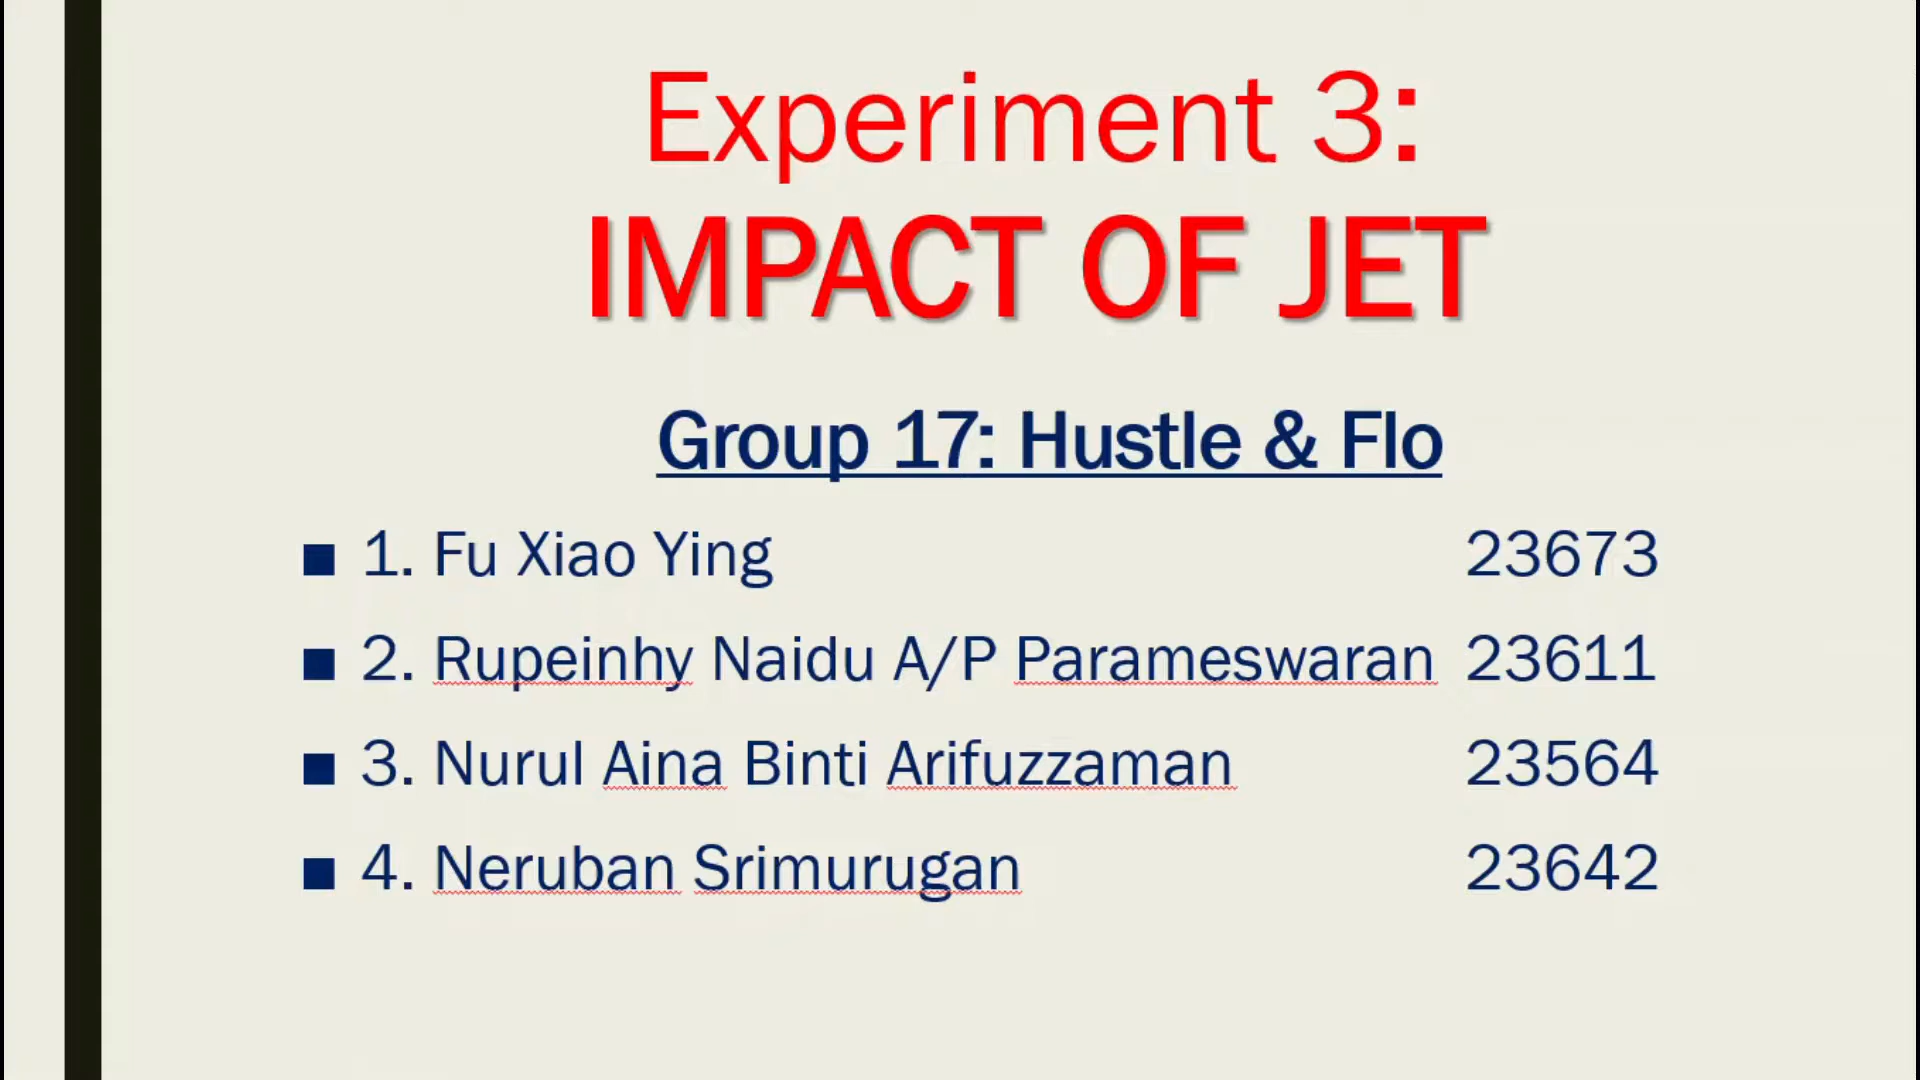 Experiment 3:
IMPACT OF JET
Group 17: Hustle & Flo
■ 1. Fu Xiao Ying 23673
■ 2. Rupeinhy Naidu A/P Parameswaran 23611
■ 3. Nurul Aina Binti Arifuzzaman 23564
■ 4. Neruban Srimurugan 23642